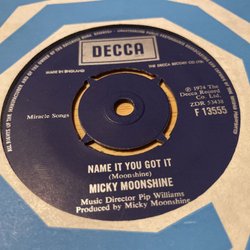 DECCA
MADE IN ENGLAND
THE DECCA RECORD CO. LTD.
Miracle Songs
℗ 1974
The Decca
Record Co. Ltd.
ZDR 53438
F 13555
NAME IT YOU GOT IT
(Moonshine)
MICKY MOONSHINE
Music Director Pip Williams
Produced by Micky Moonshine